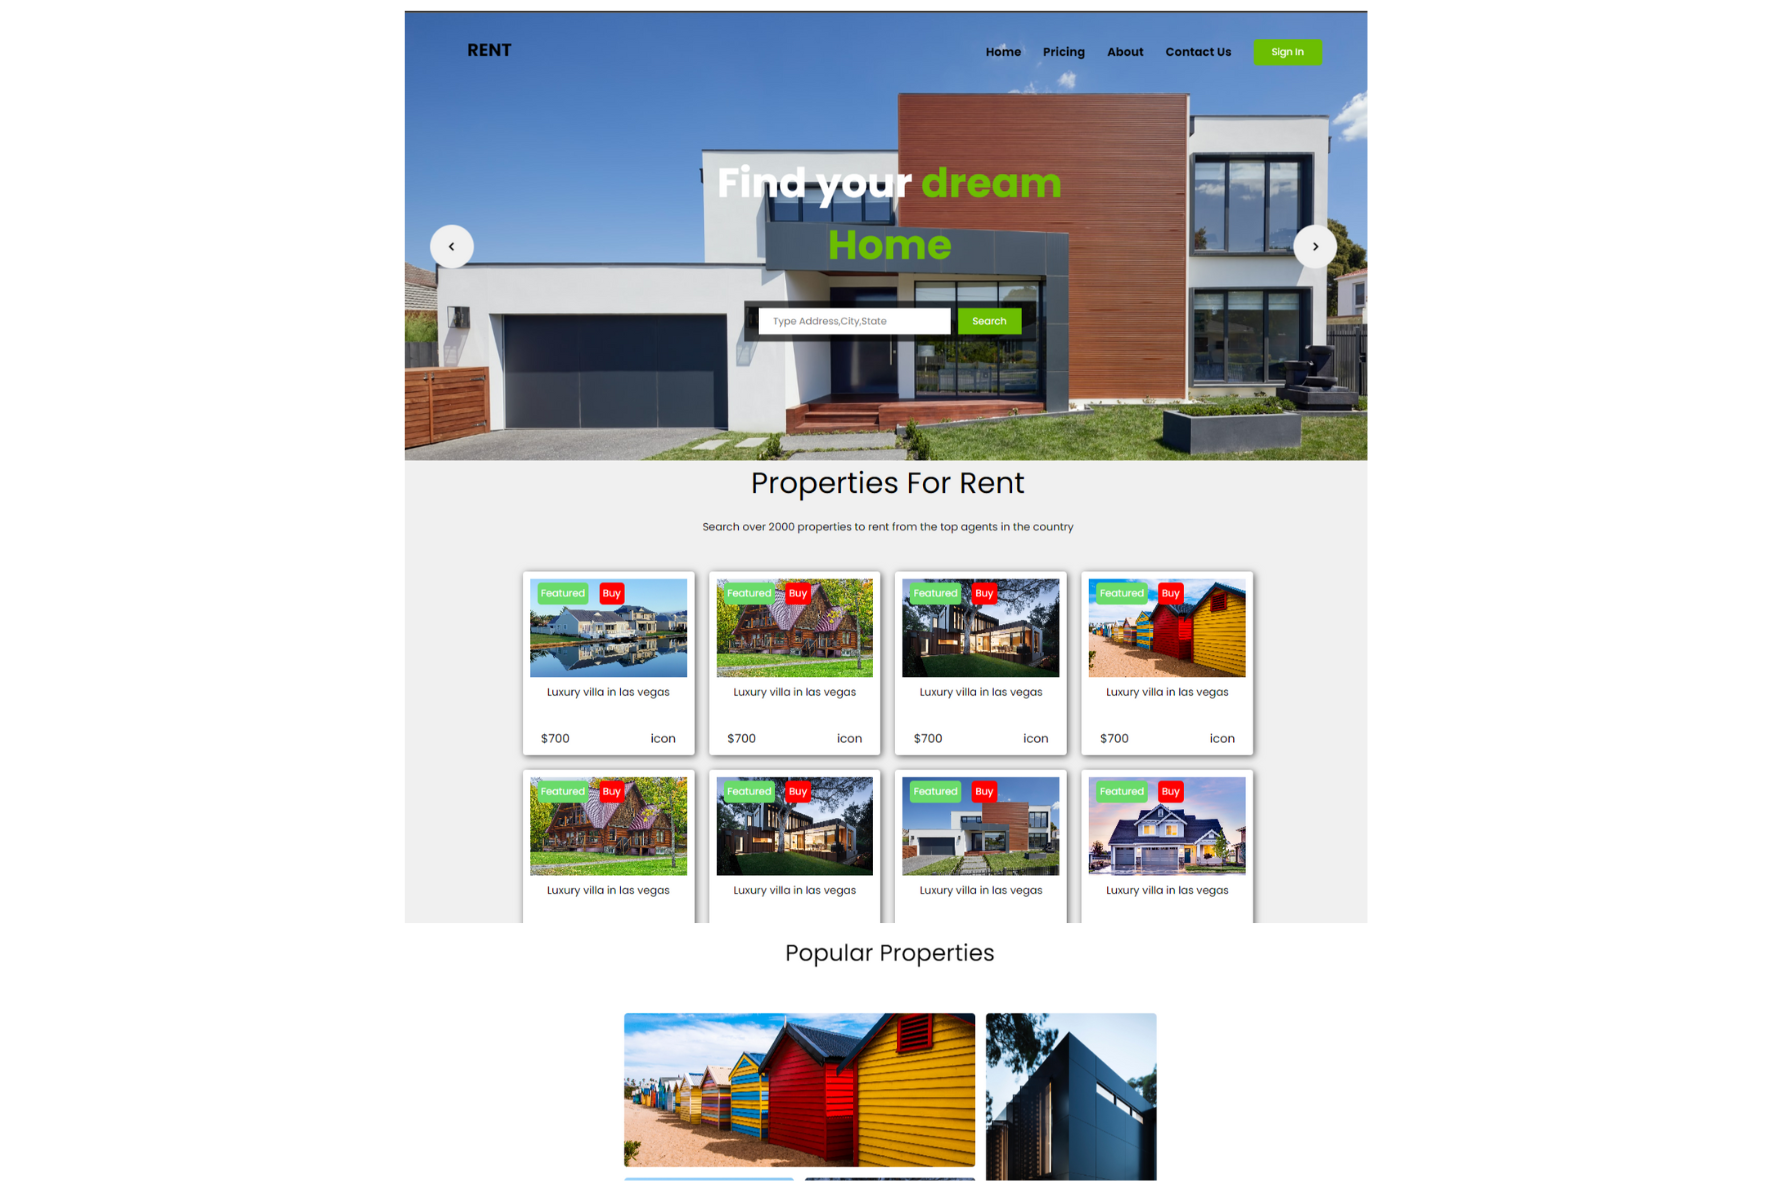 RENT
Home Pricing About Contact Us Sign In
Find your dream
Home
Type Address,City,State Search
Properties For Rent
Search over 2000 properties to rent from the top agents in the country
Featured Buy Featured Buy Featured Buy Featured Buy
Luxury villa in las vegas Luxury villa in las vegas Luxury villa in las vegas Luxury villa in las vegas
$700 icon $700 icon $700 icon $700 icon
Featured Buy Featured Buy Featured Buy Featured Buy
Luxury villa in las vegas Luxury villa in las vegas Luxury villa in las vegas Luxury villa in las vegas
Popular Properties